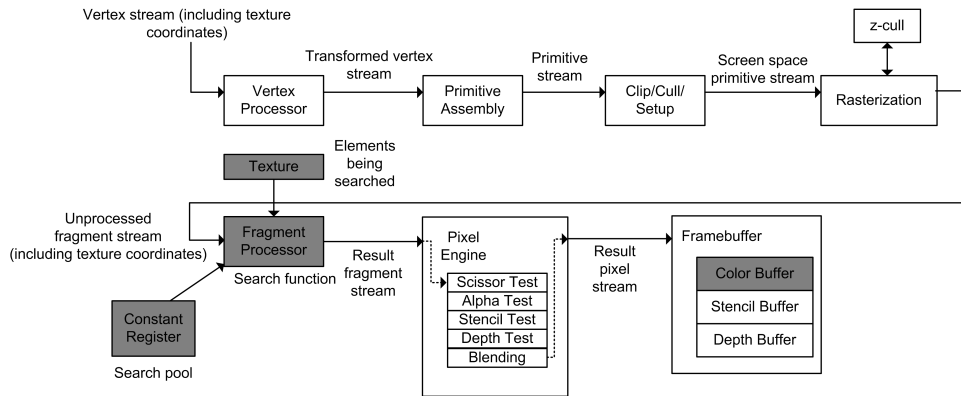 Vertex stream (including texture
coordinates)
Vertex
Processor
Transformed vertex
stream
Primitive
Assembly
Primitive
stream
Clip/Cull/
Setup
Screen space
primitive stream
z-cull
Rasterization
Texture
Elements
being
searched
Unprocessed
fragment stream
(including texture coordinates)
Fragment
Processor
Search function
Constant
Register
Search pool
Result
fragment
stream
Pixel
Engine
Scissor Test
Alpha Test
Stencil Test
Depth Test
Blending
Result
pixel
stream
Framebuffer
Color Buffer
Stencil Buffer
Depth Buffer